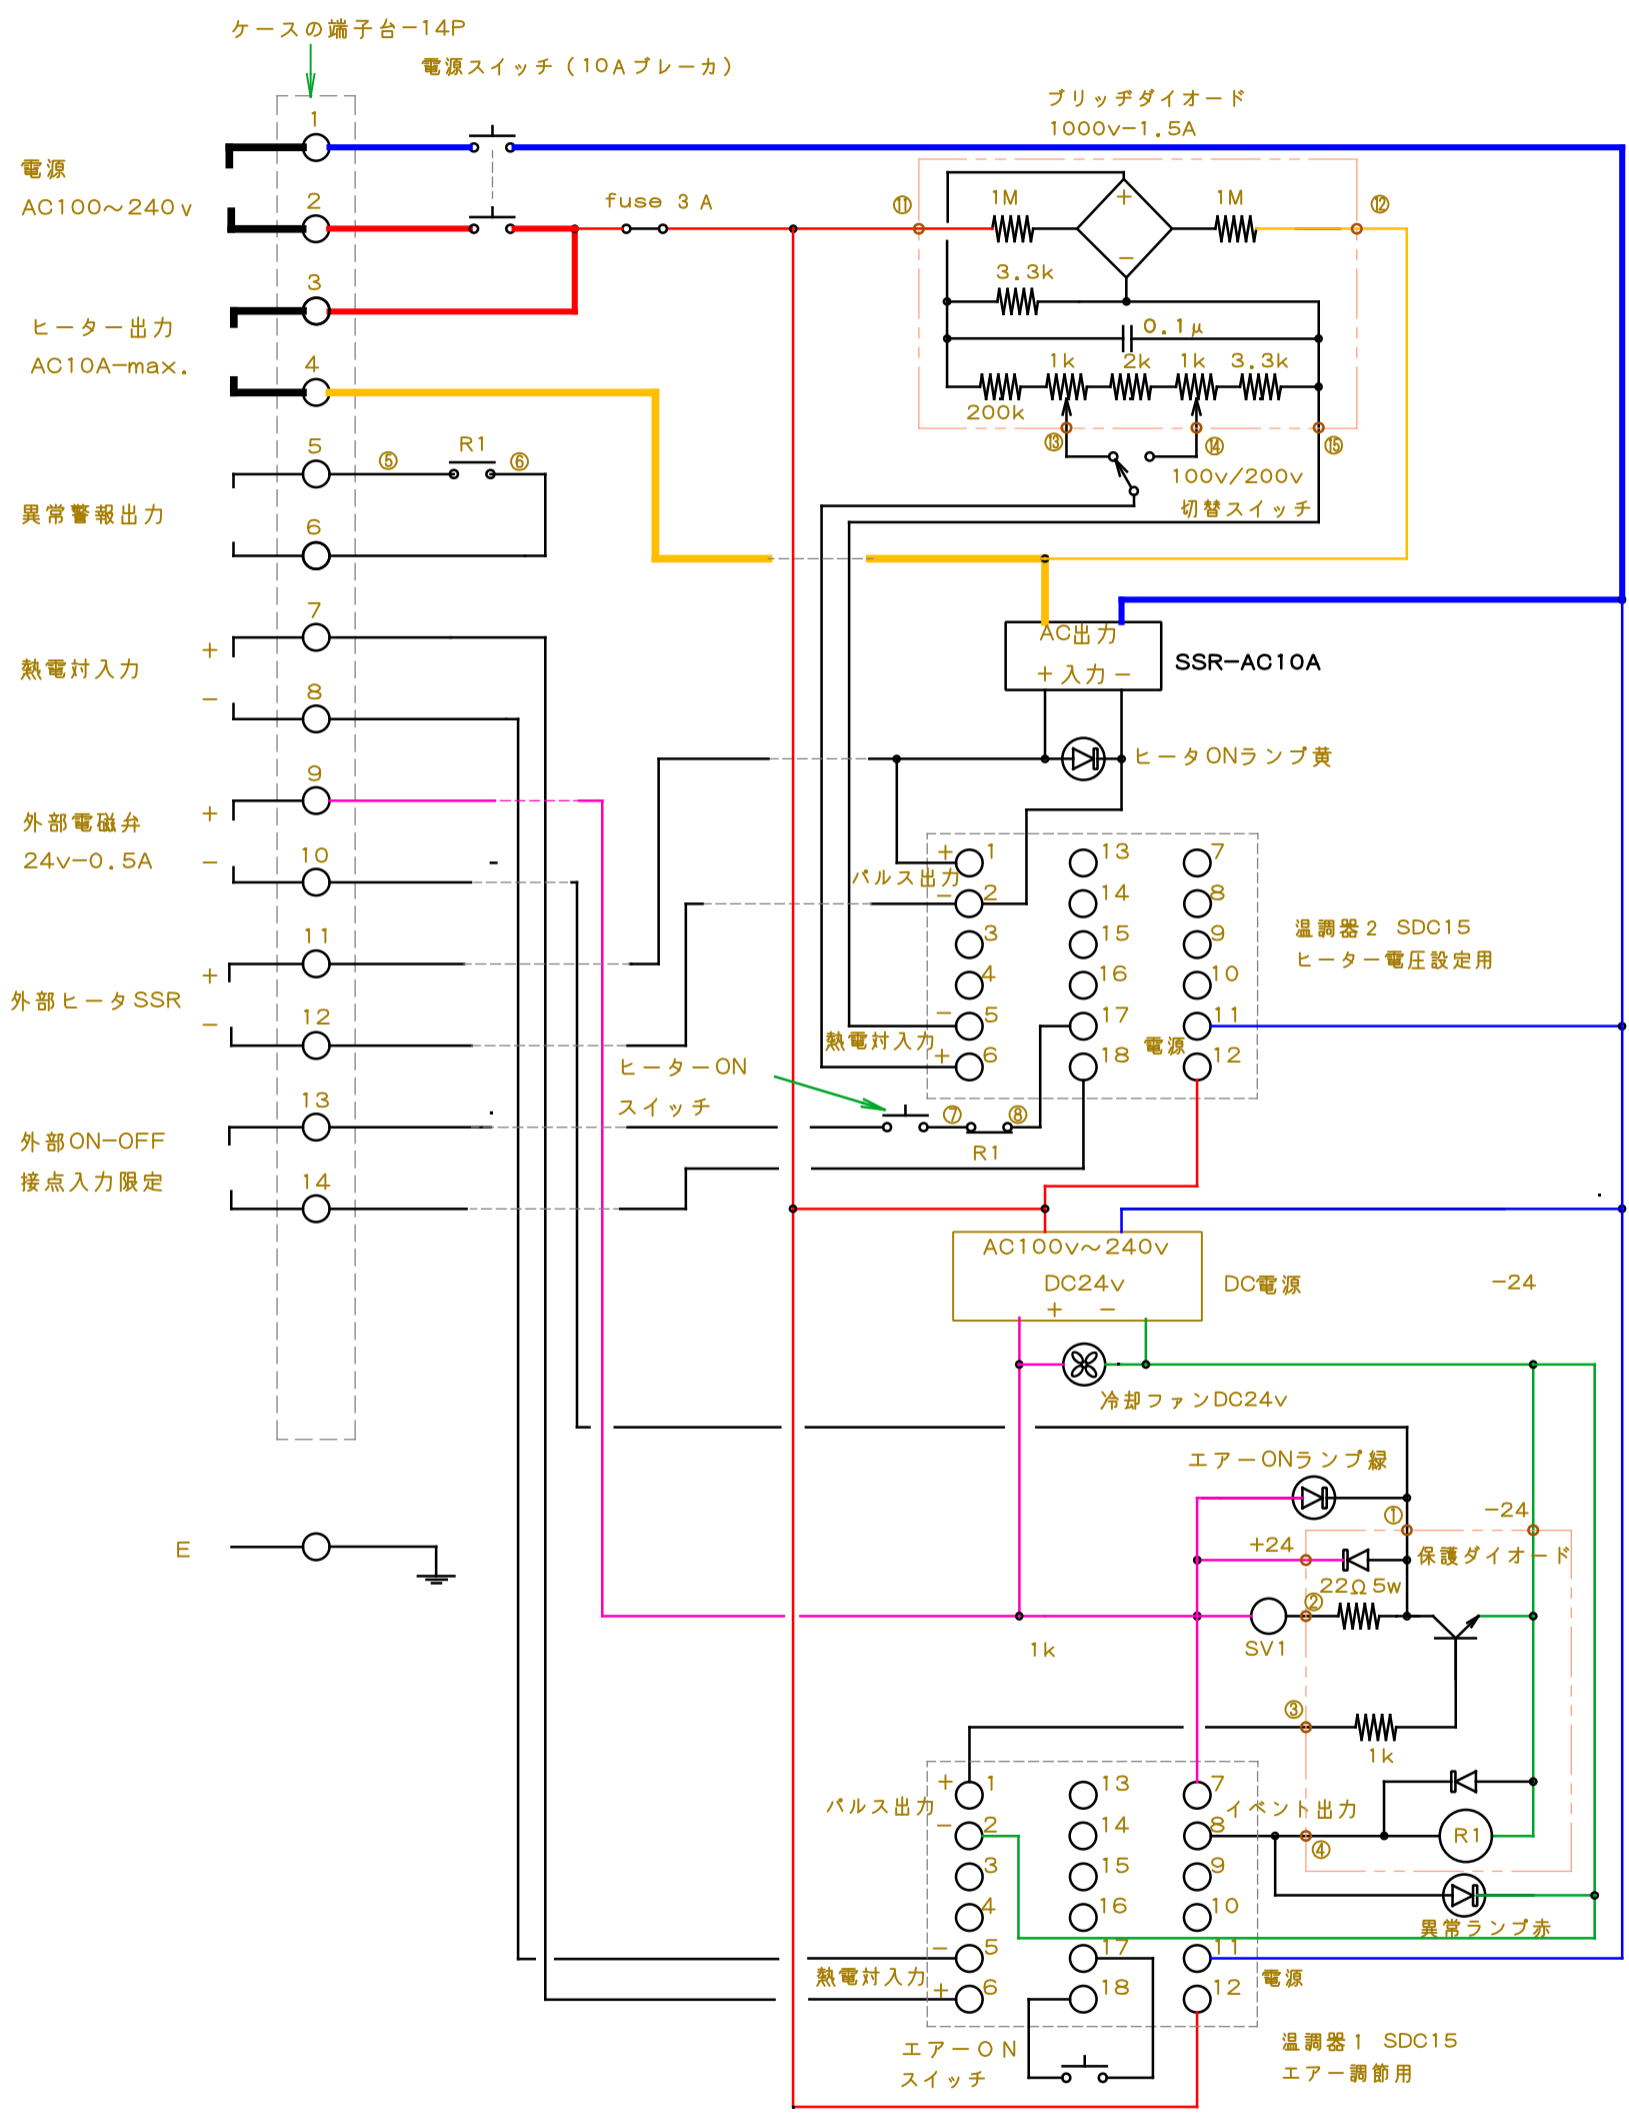 ケースの端子台-14P
電源スイッチ(10Aブレーカ)
ブリッヂダイオード
1000v-1.5A
1
電源
AC100～240v
2
fuse 3 A
⑪
1M
+
1M
⑫
-
3
3.3k
ヒーター出力
AC10A-max.
4
0.1μ
1k
2k
1k
3.3k
200k
5
⑤
R1
⑥
⑬
⑭
⑮
100v/200v
切替スイッチ
異常警報出力
6
7
AC出力
+入力-
SSR-AC10A
熱電対入力
+
-
8
ヒータONランプ黄
9
外部電磁弁
24v-0.5A
+
-
10
+
1
13
7
パルス出力
-
2
14
8
3
15
9
4
16
10
-
5
17
11
熱電対入力
電源
+
6
18
12
温調器2 SDC15
ヒーター電圧設定用
11
外部ヒータSSR
+
-
12
ヒーターON
スイッチ
⑦
⑧
R1
13
外部ON-OFF
接点入力限定
14
AC100v～240v
DC24v
+ -
DC電源
-24
冷却ファンDC24v
エアーONランプ緑
①
-24
+24
保護ダイオード
E
22Ω5w
②
SV1
1k
③
1k
+
1
13
7
パルス出力
イベント出力
-
2
14
8
④
R1
3
15
9
4
16
10
異常ランプ赤
-
5
17
11
熱電対入力
電源
+
6
18
12
エアーON
スイッチ
温調器1 SDC15
エアー調節用